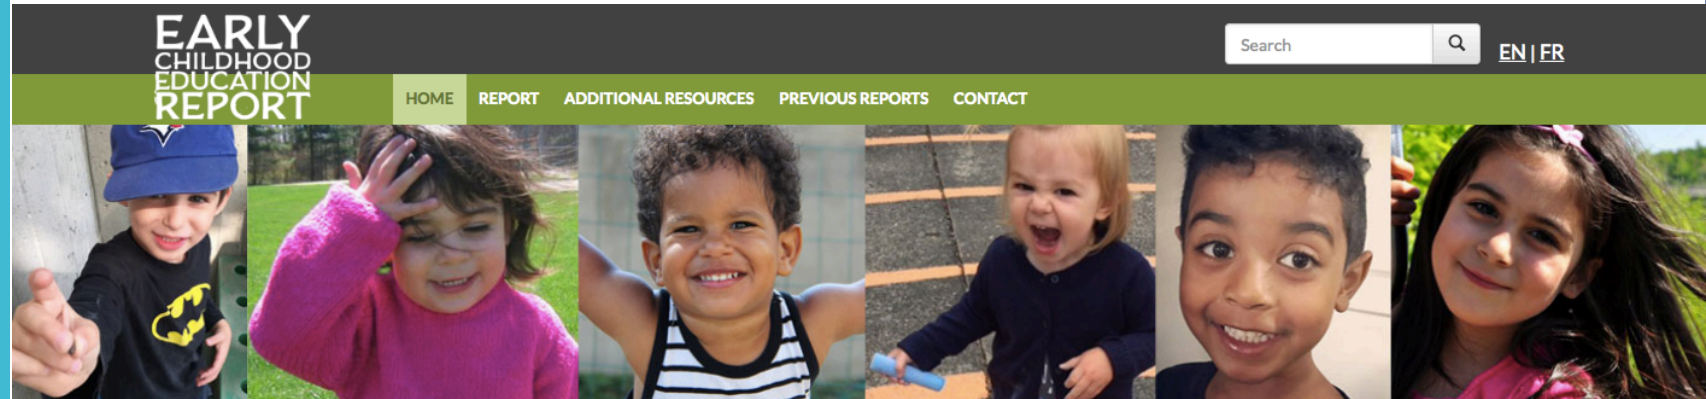 EARLY
CHILDHOOD
EDUCATION
REPORT
Search
EN | FR
HOME REPORT ADDITIONAL RESOURCES PREVIOUS REPORTS CONTACT